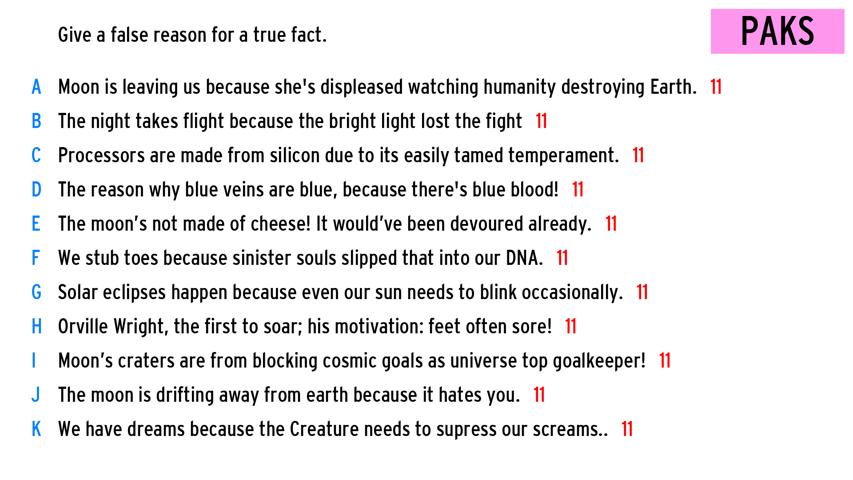 Give a false reason for a true fact.
PAKS
A Moon is leaving us because she's displeased watching humanity destroying Earth. 11
B The night takes flight because the bright light lost the fight 11
C Processors are made from silicon due to its easily tamed temperament. 11
D The reason why blue veins are blue, because there's blue blood! 11
E The moon’s not made of cheese! It would’ve been devoured already. 11
F We stub toes because sinister souls slipped that into our DNA. 11
G Solar eclipses happen because even our sun needs to blink occasionally. 11
H Orville Wright, the first to soar; his motivation: feet often sore! 11
I Moon’s craters are from blocking cosmic goals as universe top goalkeeper! 11
J The moon is drifting away from earth because it hates you. 11
K We have dreams because the Creature needs to supress our screams.. 11